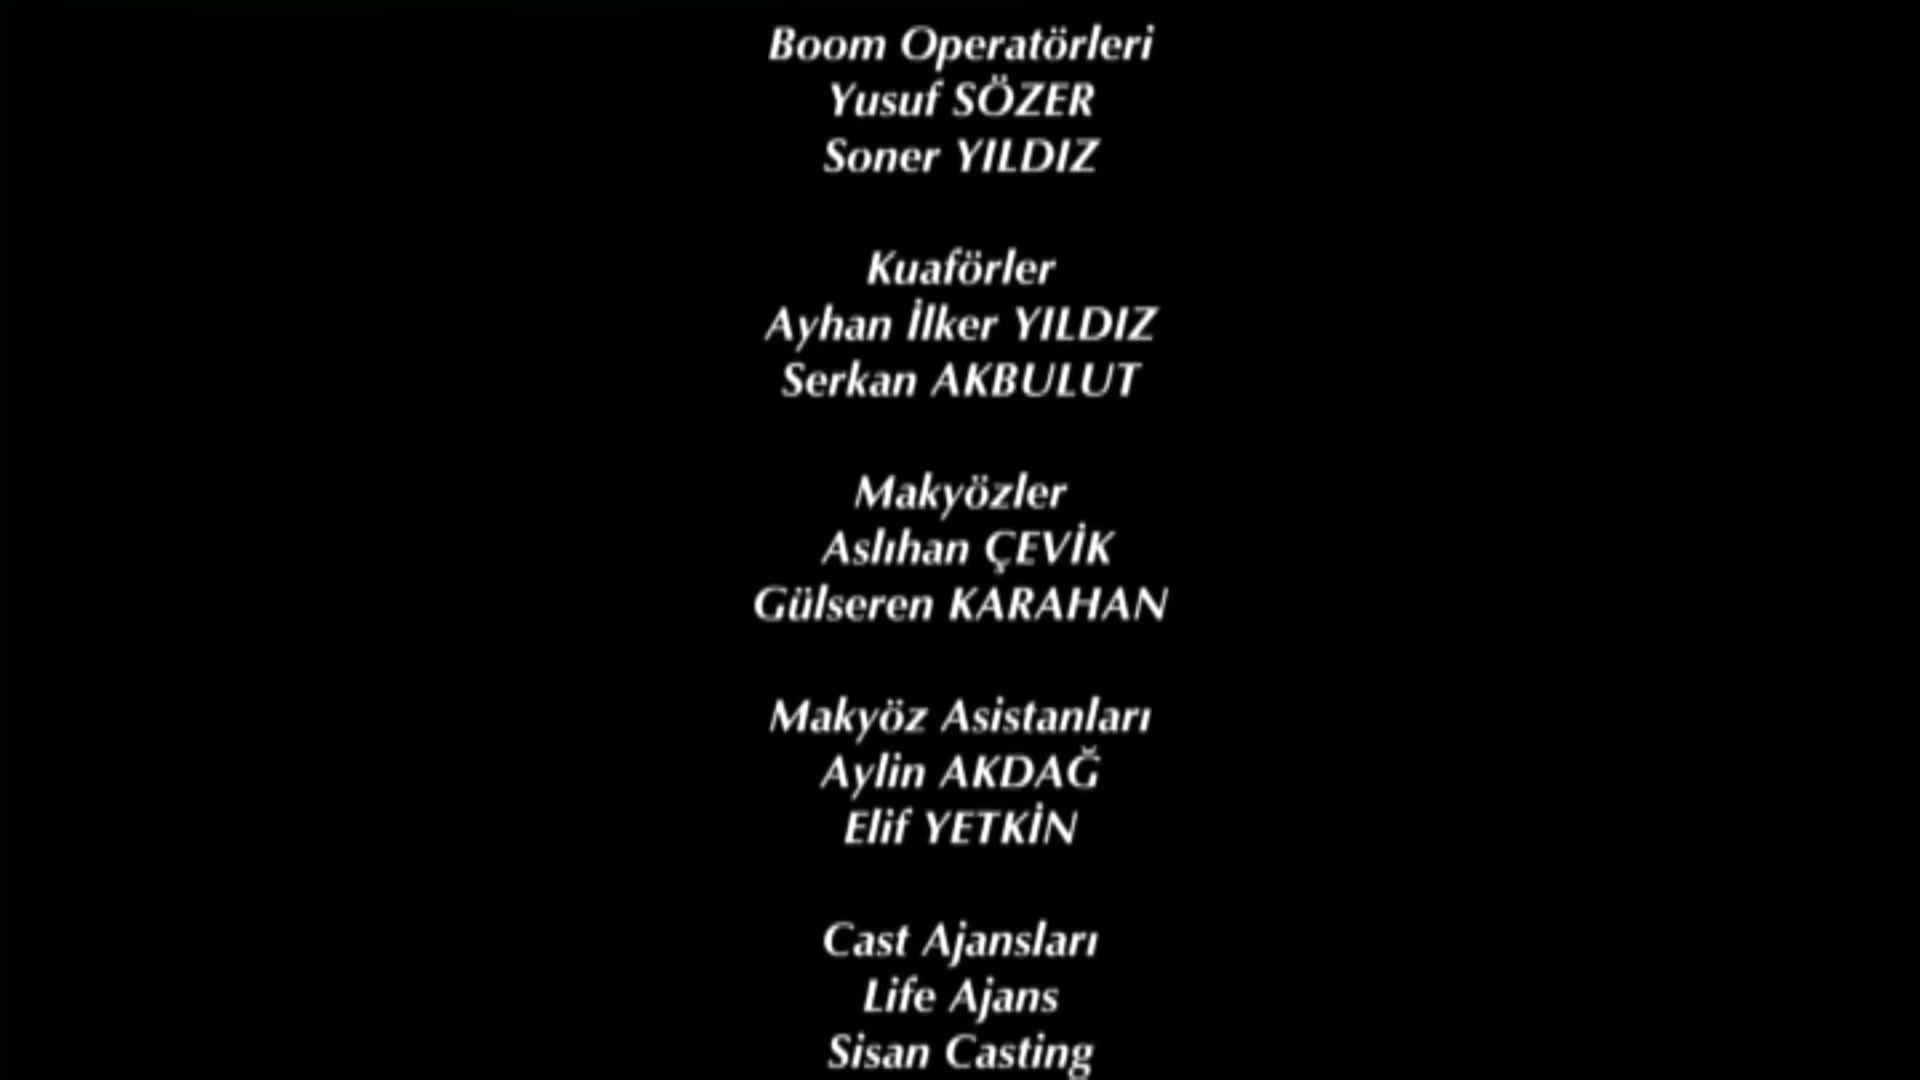 Boom Operatörleri
Yusuf SÖZER
Soner YILDIZ
Kuaförler
Ayhan İlker YILDIZ
Serkan AKBULUT
Makyözler
Aslıhan ÇEVİK
Gülseren KARAHAN
Makyöz Asistanları
Aylin AKDAĞ
Elif YETKİN
Cast Ajansları
Life Ajans
Sisan Casting